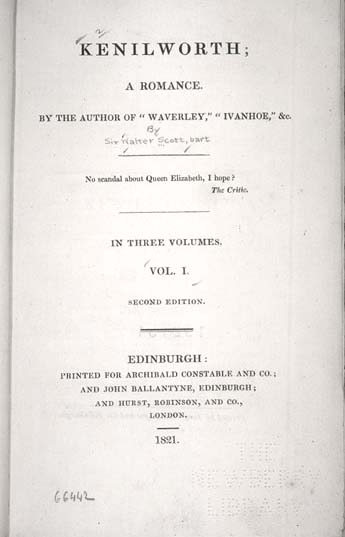 KENILWORTH;
A ROMANCE.
BY THE AUTHOR OF "WAVERLEY," "IVANHOE," &c.
By
Sir Walter Scott, bart
No scandal about Queen Elizabeth, I hope?
The Critic.
IN THREE VOLUMES.
VOL. I.
SECOND EDITION.
EDINBURGH:
PRINTED FOR ARCHIBALD CONSTABLE AND CO.;
AND JOHN BALLANTYNE, EDINBURGH;
AND HURST, ROBINSON, AND CO.,
LONDON.
1821.
66442